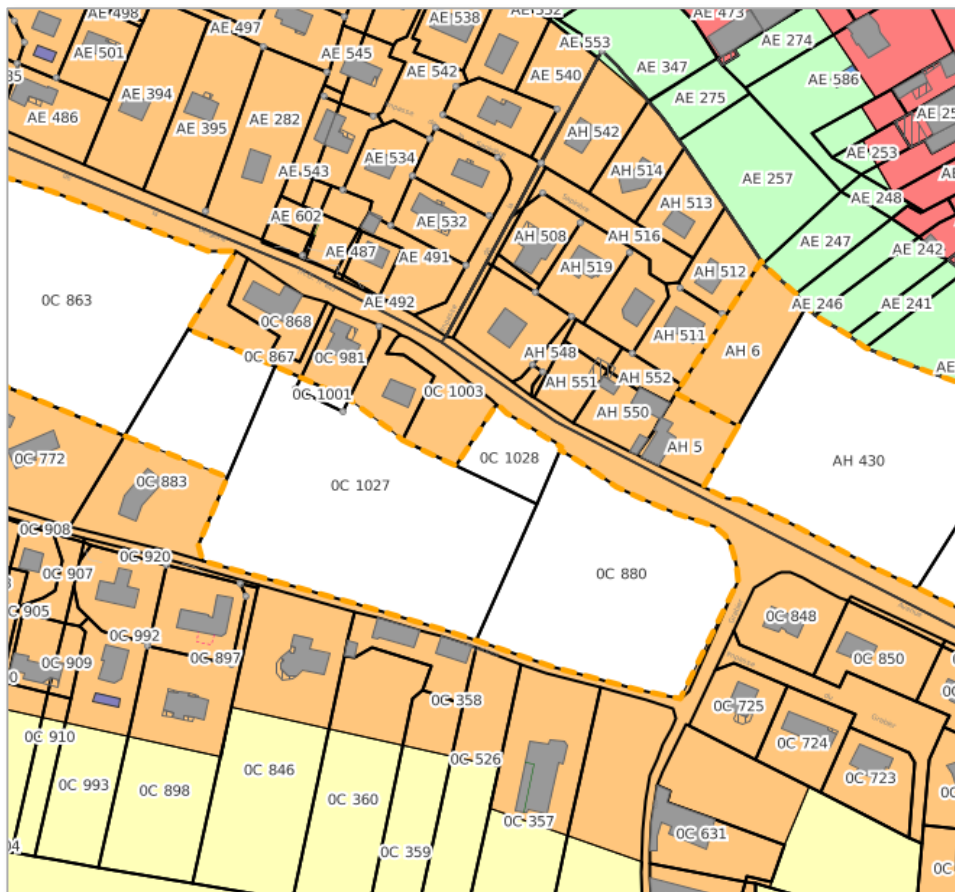 AE 498
AE 497
AE 538
AE 552
AE 473
AE 501
AE 545
AE 553
AE 274
AE 542
AE 540
AE 347
AE 586
AE 394
AE 275
AE 486
AE 395
AE 282
AH 542
AE 253
AE 534
AE 543
AH 514
AE 257
AE 248
AE 602
AE 532
AH 513
AE 487
AE 491
AH 508
AH 516
AE 247
AE 242
AH 519
AH 512
0C 863
AE 492
AE 246
AE 241
0C 868
AH 511
0C 867
0C 981
AH 548
AH 6
AH 551
AH 552
0C 1001
0C 1003
AH 550
AH 5
0C 772
0C 1028
AH 430
0C 883
0C 1027
0C 908
0C 920
0C 907
0C 880
0C 905
0C 848
0C 992
0C 909
0C 897
0C 850
0C 358
0C 725
0C 910
0C 724
0C 526
0C 846
0C 723
0C 993
0C 898
0C 360
0C 357
0C 631
0C 359